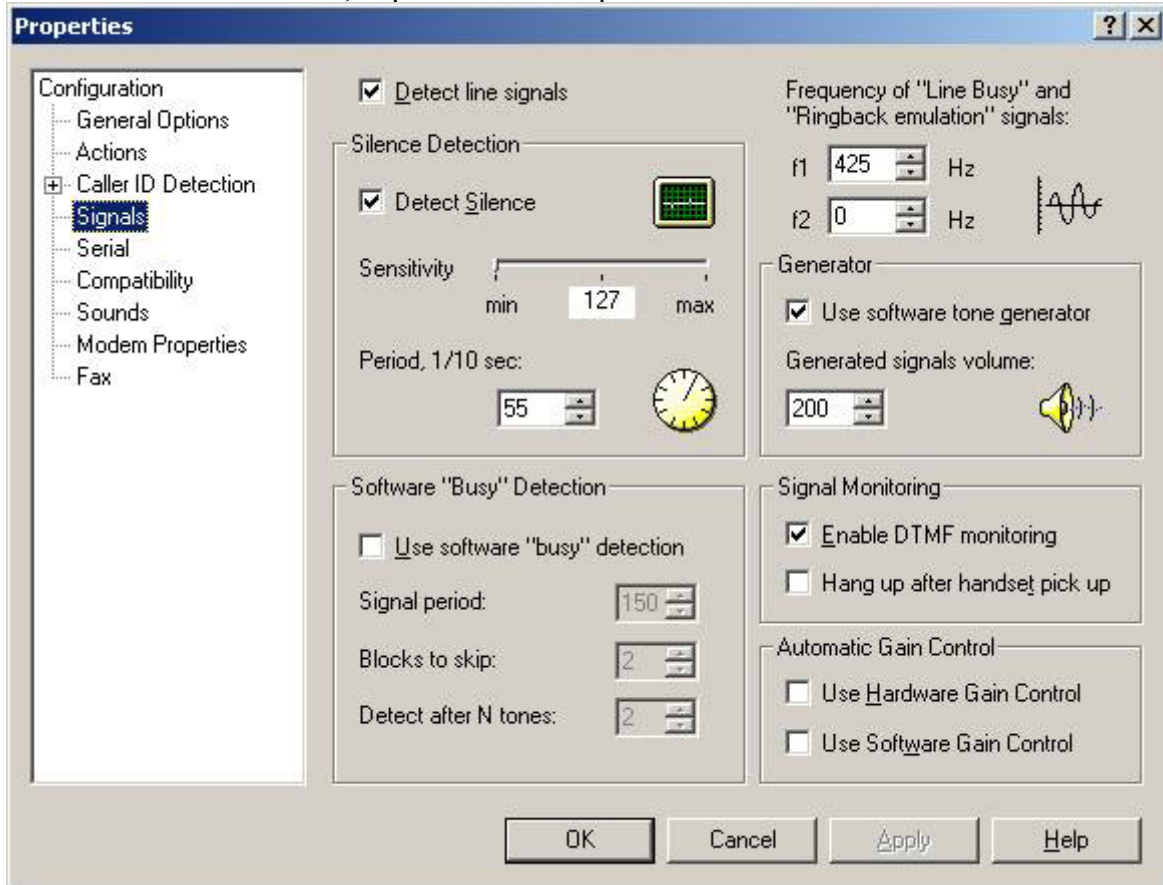 Properties
Configuration
General Options
Actions
Caller ID Detection
Signals
Serial
Compatibility
Sounds
Modem Properties
Fax
Detect line signals
Silence Detection
Detect Silence
Sensitivity
min 127 max
Period, 1/10 sec:
55
Software "Busy" Detection
Use software "busy" detection
Signal period: 150
Blocks to skip: 2
Detect after N tones: 2
Frequency of "Line Busy" and
"Ringback emulation" signals:
f1 425 Hz
f2 0 Hz
Generator
Use software tone generator
Generated signals volume:
200
Signal Monitoring
Enable DTMF monitoring
Hang up after handset pick up
Automatic Gain Control
Use Hardware Gain Control
Use Software Gain Control
OK Cancel Apply Help